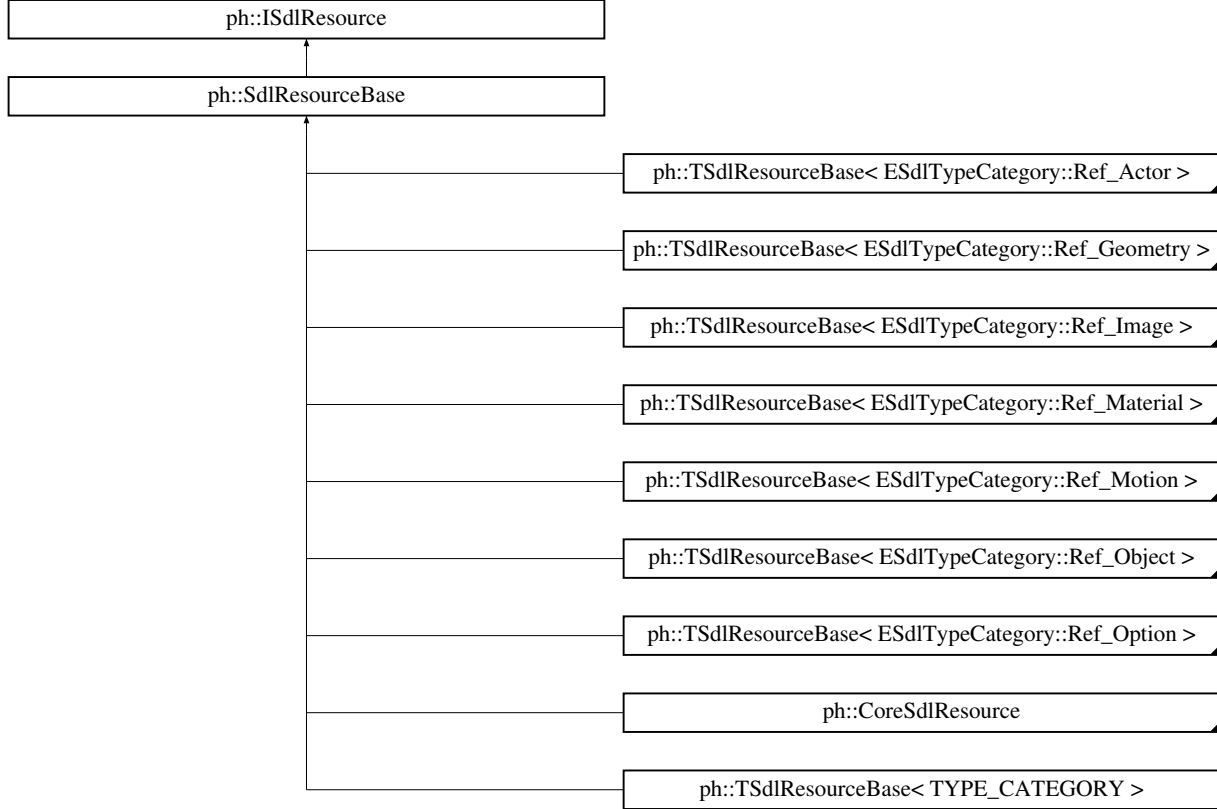 ph::ISdlResource
ph::SdlResourceBase
ph::TSdlResourceBase< ESdlTypeCategory::Ref_Actor >
ph::TSdlResourceBase< ESdlTypeCategory::Ref_Geometry >
ph::TSdlResourceBase< ESdlTypeCategory::Ref_Image >
ph::TSdlResourceBase< ESdlTypeCategory::Ref_Material >
ph::TSdlResourceBase< ESdlTypeCategory::Ref_Motion >
ph::TSdlResourceBase< ESdlTypeCategory::Ref_Object >
ph::TSdlResourceBase< ESdlTypeCategory::Ref_Option >
ph::CoreSdlResource
ph::TSdlResourceBase< TYPE_CATEGORY >